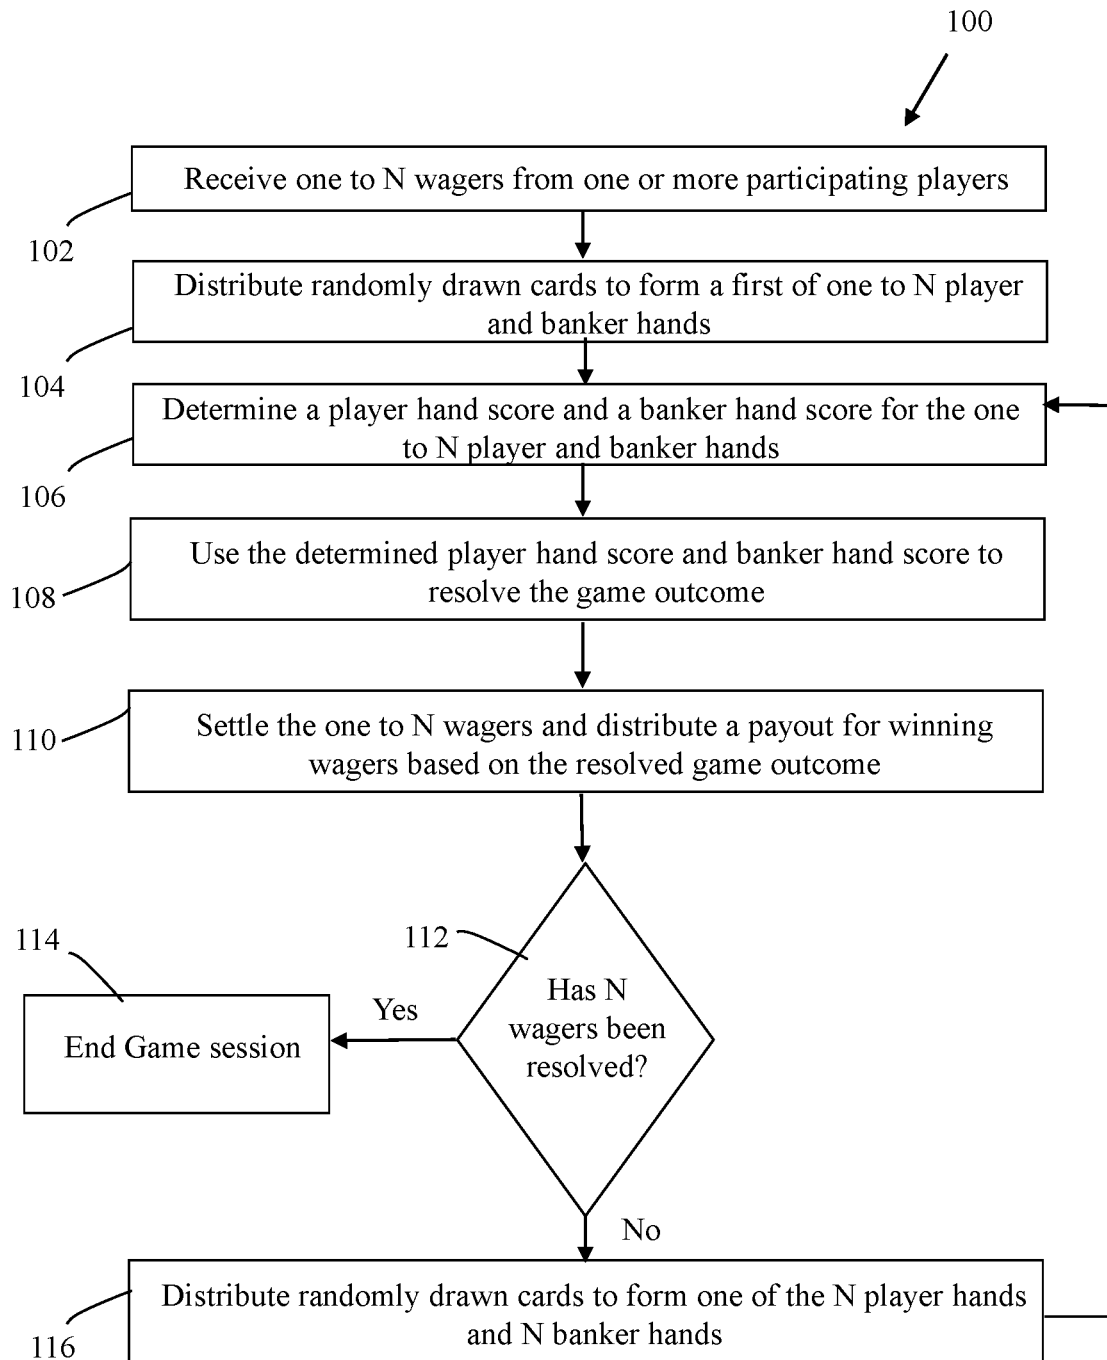 100
Receive one to N wagers from one or more participating players
102
Distribute randomly drawn cards to form a first of one to N player
and banker hands
104
Determine a player hand score and a banker hand score for the one
to N player and banker hands
106
Use the determined player hand score and banker hand score to
resolve the game outcome
108
Settle the one to N wagers and distribute a payout for winning
wagers based on the resolved game outcome
110
112
Has N
wagers been
resolved?
Yes
114
End Game session
No
Distribute randomly drawn cards to form one of the N player hands
and N banker hands
116